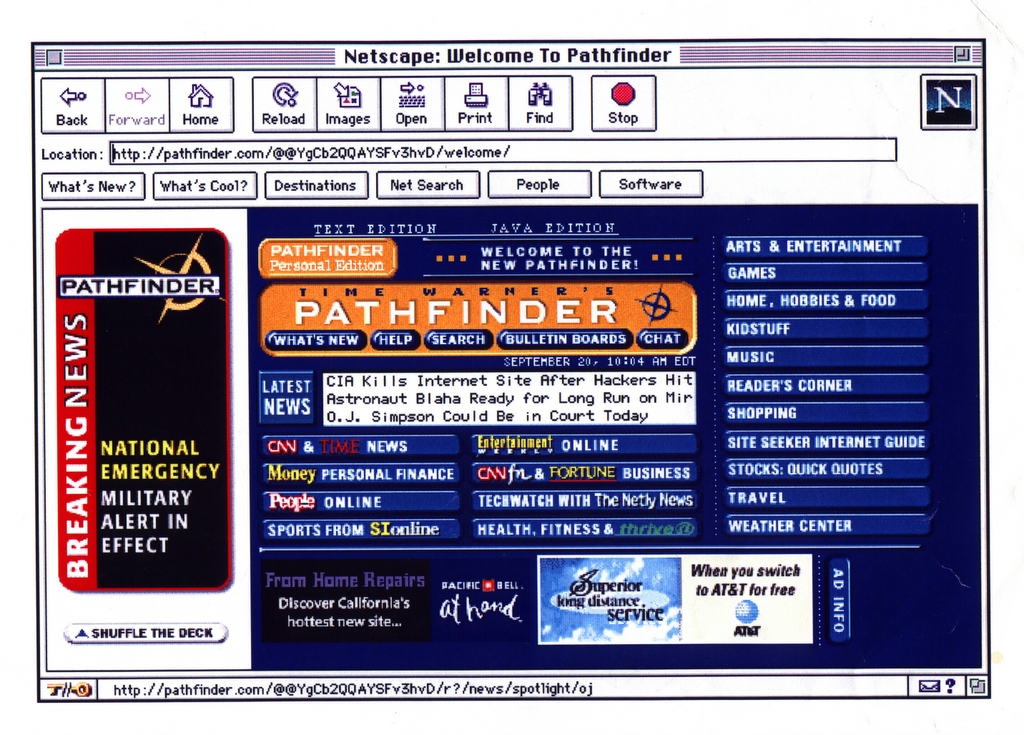 Netscape: Welcome To Pathfinder
Back Forward Home Reload Images Open Print Find Stop
N
Location: http://pathfinder.com/@@YgCb2QQAYSFv3hvD/welcome/
What's New? What's Cool? Destinations Net Search People Software
PATHFINDER
BREAKING NEWS
NATIONAL
EMERGENCY
MILITARY
ALERT IN
EFFECT
SHUFFLE THE DECK
TEXT EDITION JAVA EDITION
PATHFINDER
Personal Edition
WELCOME TO THE
NEW PATHFINDER!
TIME WARNER'S
PATHFINDER
WHAT'S NEW HELP SEARCH BULLETIN BOARDS CHAT
SEPTEMBER 20, 10:04 AM EDT
LATEST
NEWS
CIA Kills Internet Site After Hackers Hit
Astronaut Blaha Ready for Long Run on Mir
O.J. Simpson Could Be in Court Today
CNN & TIME NEWS
Entertainment WEEKLY ONLINE
Money PERSONAL FINANCE
CNNfn & FORTUNE BUSINESS
People ONLINE
TECHWATCH WITH The Netly News
SPORTS FROM SIonline
HEALTH, FITNESS & thrive@
ARTS & ENTERTAINMENT
GAMES
HOME, HOBBIES & FOOD
KIDSTUFF
MUSIC
READER'S CORNER
SHOPPING
SITE SEEKER INTERNET GUIDE
STOCKS: QUICK QUOTES
TRAVEL
WEATHER CENTER
From Home Repairs
Discover California's
hottest new site...
PACIFIC BELL.
at hand
Superior
long distance
service
When you switch
to AT&T for free
AT&T
AD INFO
http://pathfinder.com/@@YgCb2QQAYSFv3hvD/r?/news/spotlight/oj
?